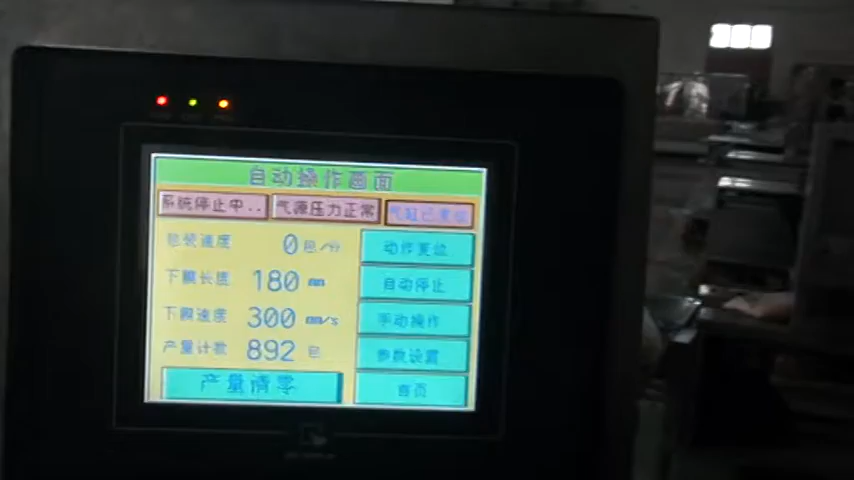 自动操作画面
系统停止中.. 气源压力正常 气缸已复位
包装速度 0 包/分 动作复位
下膜长度 180 mm 自动停止
下膜速度 300 mm/s 手动操作
产量计数 892 包 参数设置
产量清零 首页